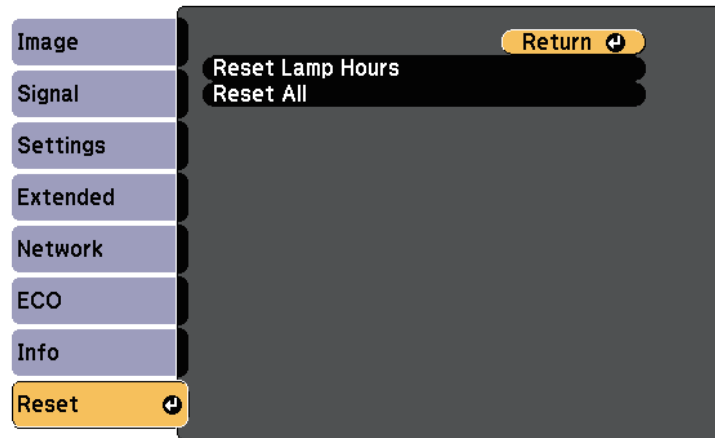 Image
Signal
Settings
Extended
Network
ECO
Info
Reset
Return
Reset Lamp Hours
Reset All